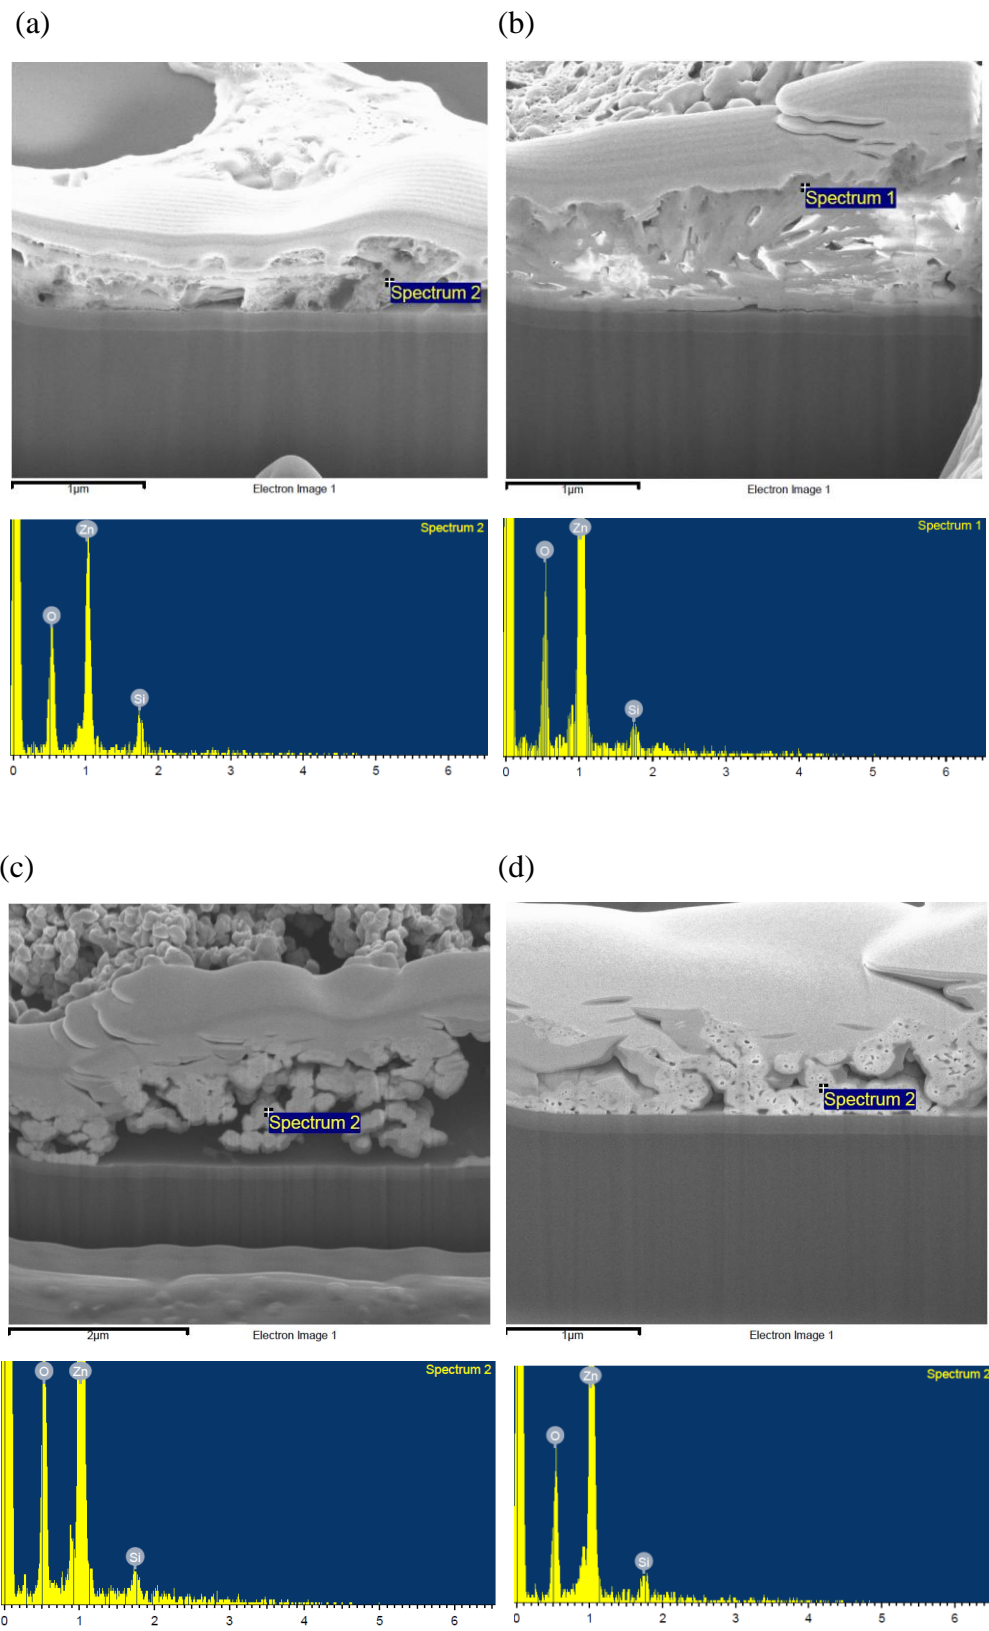 (a)
(b)
Spectrum 2
Spectrum 1
1μm
Electron Image 1
1μm
Electron Image 1
Zn
Spectrum 2
O
Si
0 1 2 3 4 5 6
Zn
Spectrum 1
O
Si
0 1 2 3 4 5 6
(c)
(d)
Spectrum 2
Spectrum 2
2μm
Electron Image 1
1μm
Electron Image 1
O Zn
Spectrum 2
Si
0 1 2 3 4 5 6
Zn
Spectrum 2
O
Si
0 1 2 3 4 5 6